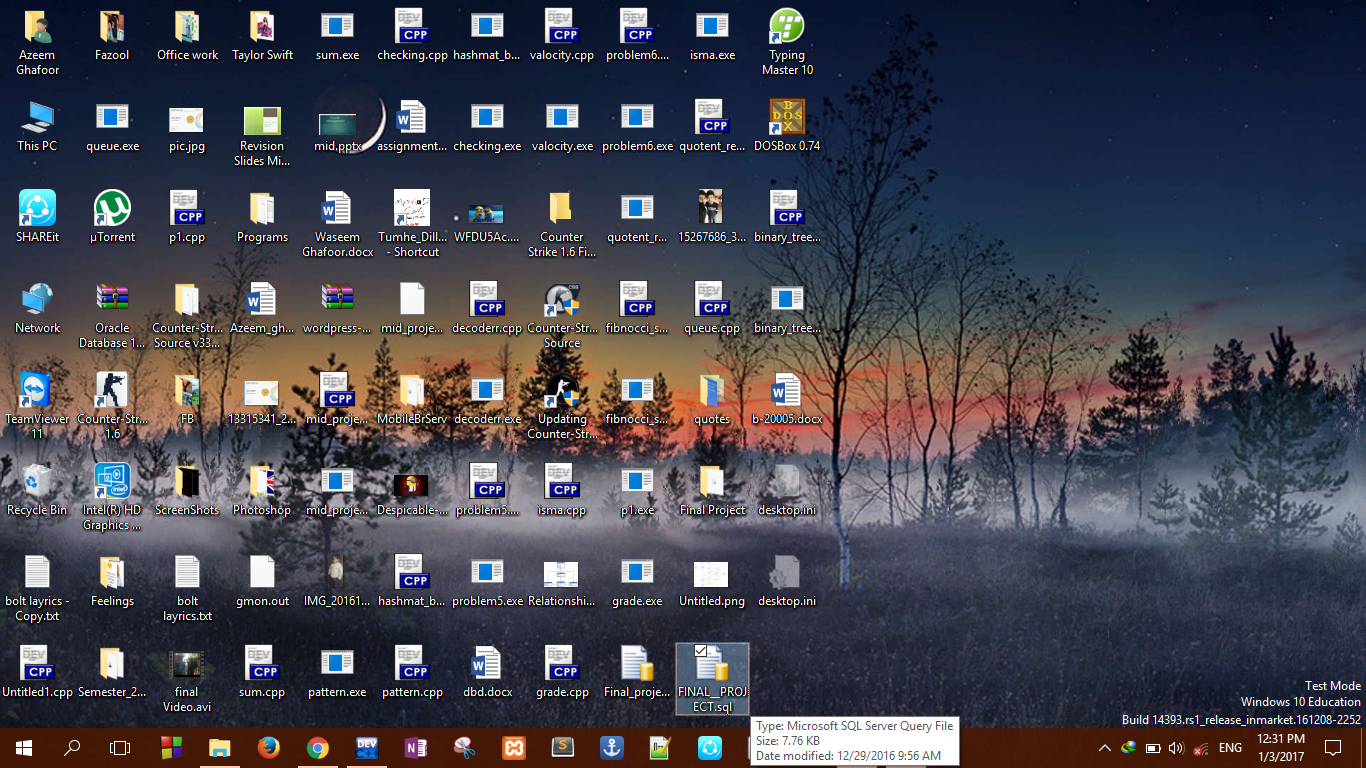 Azeem
Ghafoor
Fazool
Office work
Taylor Swift
sum.exe
checking.cpp
hashmat_b...
valocity.cpp
problem6....
isma.exe
Typing
Master 10
This PC
queue.exe
pic.jpg
Revision
Slides Mi...
mid.pptx
assignment...
checking.exe
valocity.exe
problem6.exe
quotent_re...
DOSBox 0.74
SHAREit
µTorrent
p1.cpp
Programs
Waseem
Ghafoor.docx
Tumhe_Dill...
- Shortcut
WFDU5Ac....
Counter
Strike 1.6 Fi...
quotent_r...
15267686_3...
binary_tree...
Network
Oracle
Database 1...
Counter-Str...
Source v33...
Azeem_gh...
wordpress-...
mid_proje...
decoderr.cpp
Counter-Str...
Source
fibnocci_s...
queue.cpp
binary_tree...
TeamViewer
11
Counter-Str...
1.6
FB
13315341_2...
mid_proje...
MobileBrServ
decoderr.exe
Updating
Counter-Str...
fibnocci_s...
quotes
b-20005.docx
Recycle Bin
Intel(R) HD
Graphics ...
ScreenShots
Photoshop
mid_proje...
Despicable-...
problem5....
isma.cpp
p1.exe
Final Project
desktop.ini
bolt layrics -
Copy.txt
Feelings
bolt
layrics.txt
gmon.out
IMG_20161...
hashmat_b...
problem5.exe
Relationshi...
grade.exe
Untitled.png
desktop.ini
Untitled1.cpp
Semester_2...
final
Video.avi
sum.cpp
pattern.exe
pattern.cpp
dbd.docx
grade.cpp
Final_proje...
FINAL__PROJ
ECT.sql
Type: Microsoft SQL Server Query File
Size: 7.76 KB
Date modified: 12/29/2016 9:56 AM
Test Mode
Windows 10 Education
Build 14393.rs1_release_inmarket.161208-2252
ENG
12:31 PM
1/3/2017